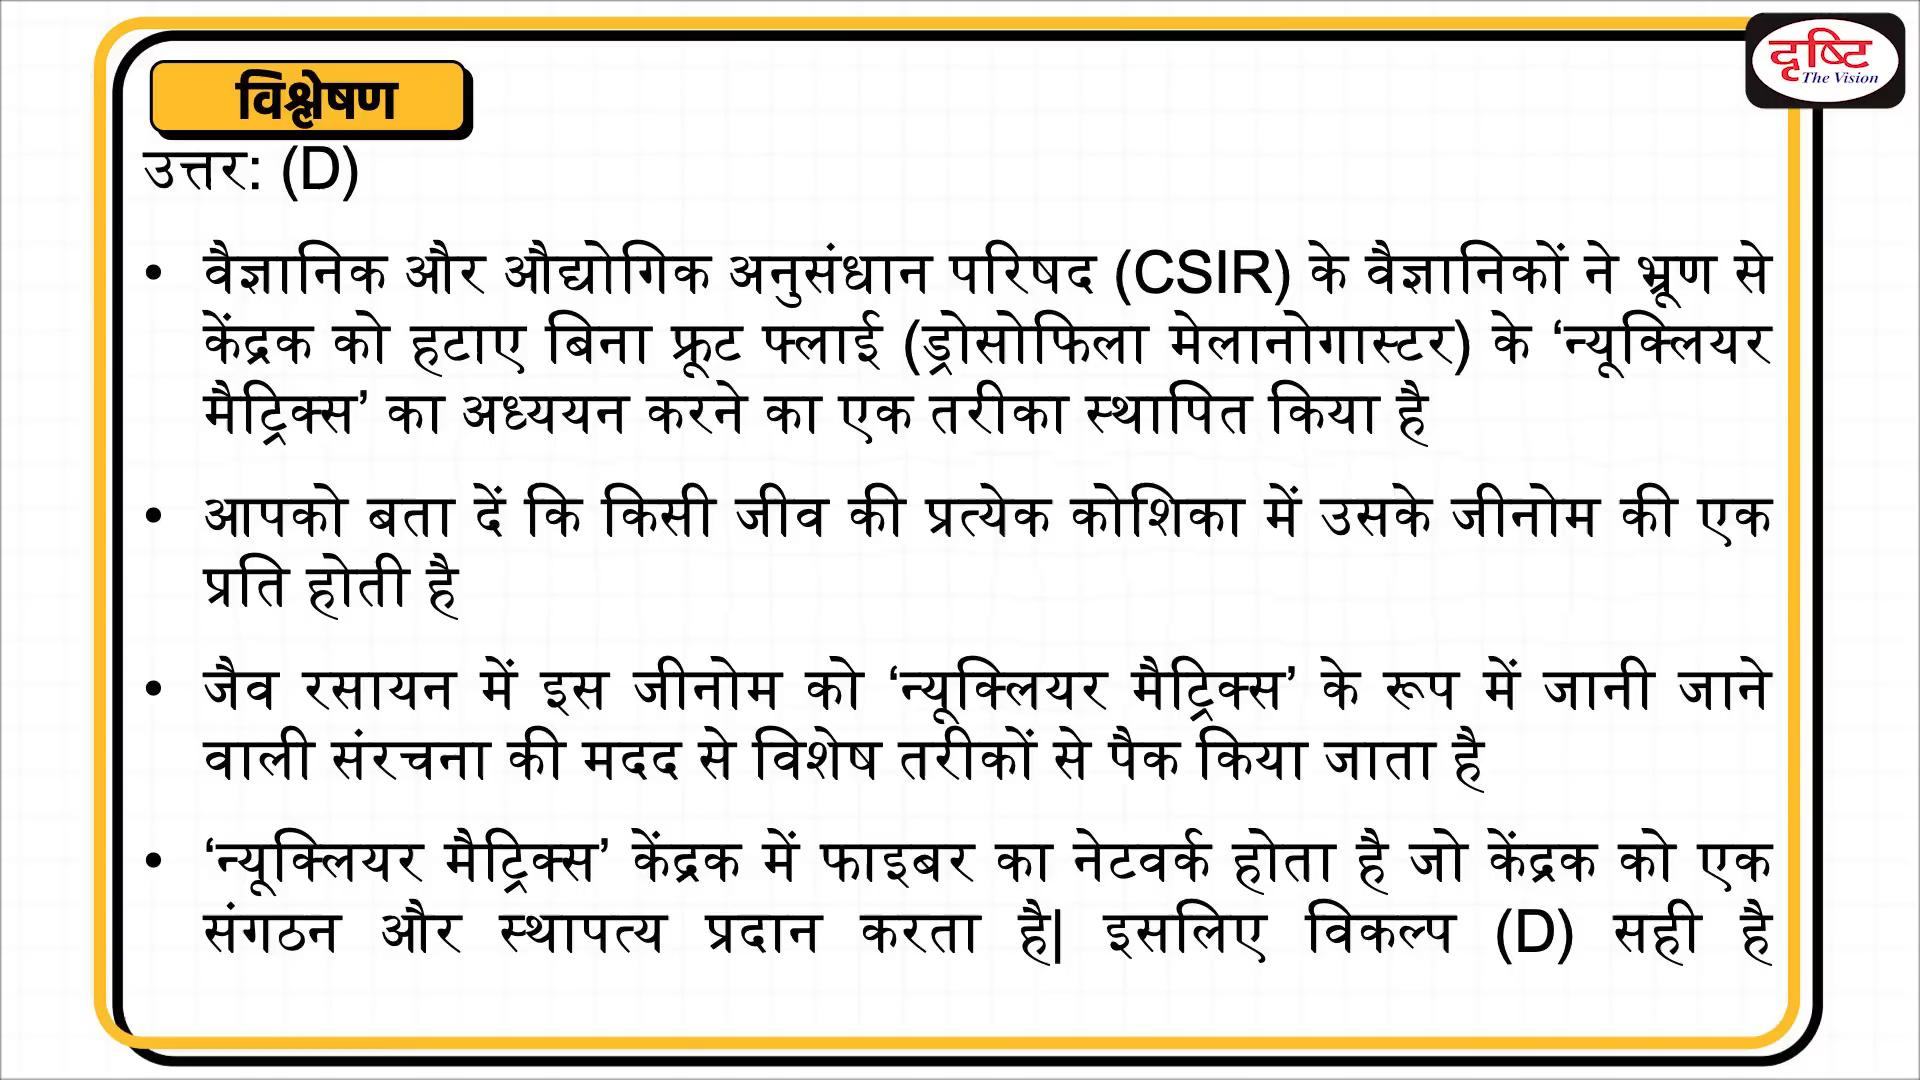 दृष्टि
The Vision
विश्लेषण
उत्तर: (D)
• वैज्ञानिक और औद्योगिक अनुसंधान परिषद (CSIR) के वैज्ञानिकों ने भ्रूण से
केंद्रक को हटाए बिना फ्रूट फ्लाई (ड्रोसोफिला मेलानोगास्टर) के ‘न्यूक्लियर
मैट्रिक्स’ का अध्ययन करने का एक तरीका स्थापित किया है
• आपको बता दें कि किसी जीव की प्रत्येक कोशिका में उसके जीनोम की एक
प्रति होती है
• जैव रसायन में इस जीनोम को ‘न्यूक्लियर मैट्रिक्स’ के रूप में जानी जाने
वाली संरचना की मदद से विशेष तरीकों से पैक किया जाता है
• ‘न्यूक्लियर मैट्रिक्स’ केंद्रक में फाइबर का नेटवर्क होता है जो केंद्रक को एक
संगठन और स्थापत्य प्रदान करता है| इसलिए विकल्प (D) सही है